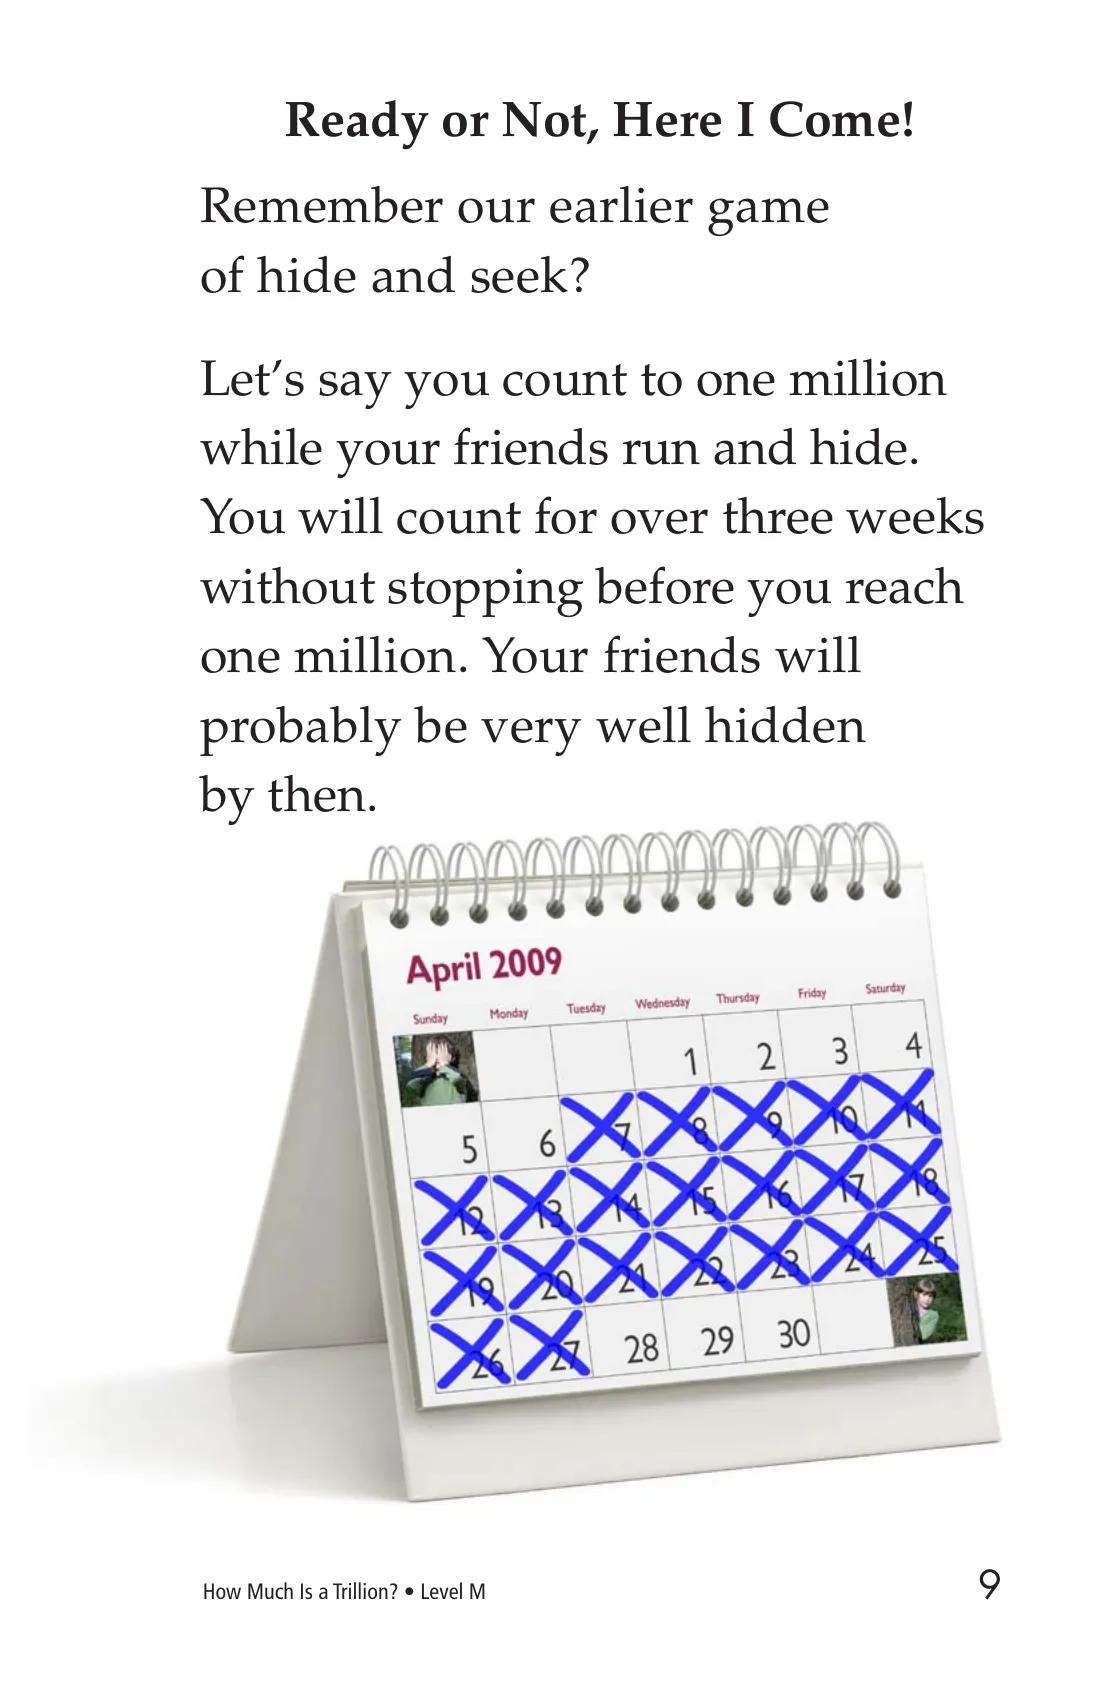 Ready or Not, Here I Come!
Remember our earlier game
of hide and seek?
Let’s say you count to one million
while your friends run and hide.
You will count for over three weeks
without stopping before you reach
one million. Your friends will
probably be very well hidden
by then.
April 2009
Sunday Monday Tuesday Wednesday Thursday Friday Saturday
1 2 3 4
5 6 7 8 9 10 11
12 13 14 15 16 17 18
19 20 21 22 23 24 25
26 27 28 29 30
How Much Is a Trillion? • Level M 9